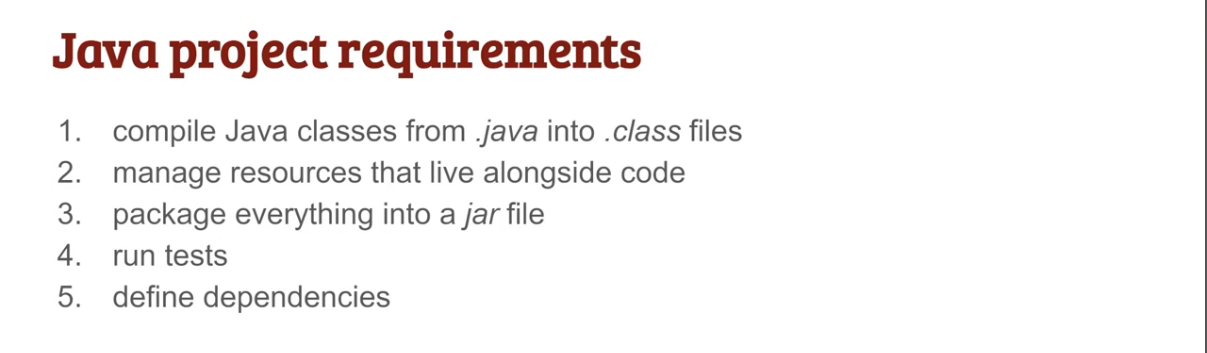 Java project requirements
1. compile Java classes from .java into .class files
2. manage resources that live alongside code
3. package everything into a jar file
4. run tests
5. define dependencies